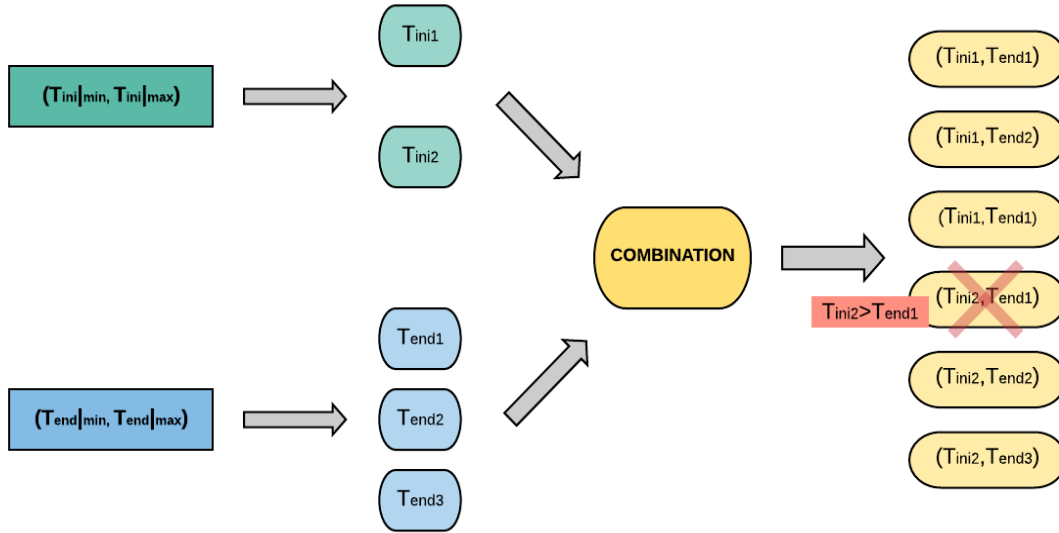 (Tini|min, Tini|max)
Tini1
Tini2
(Tend|min, Tend|max)
Tend1
Tend2
Tend3
COMBINATION
Tini2>Tend1
(Tini1,Tend1)
(Tini1,Tend2)
(Tini1,Tend1)
(Tini2,Tend1)
(Tini2,Tend2)
(Tini2,Tend3)